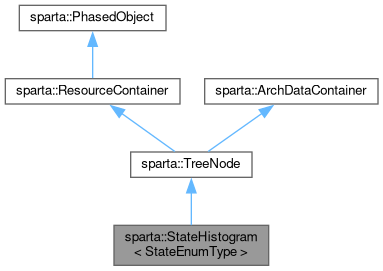 sparta::PhasedObject
sparta::ResourceContainer
sparta::ArchDataContainer
sparta::TreeNode
sparta::StateHistogram
< StateEnumType >